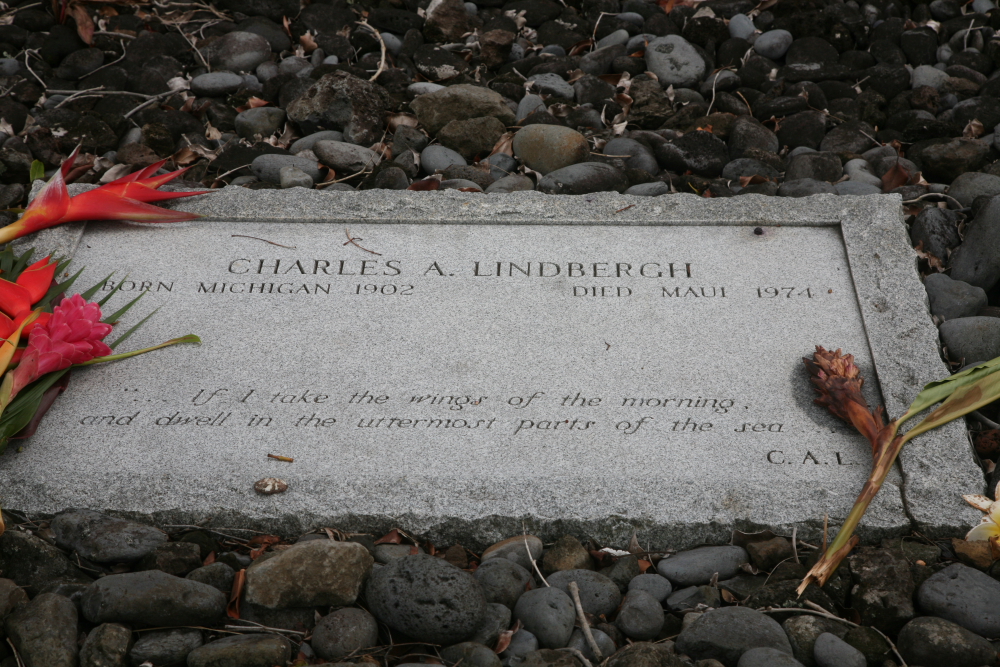 CHARLES A. LINDBERGH
BORN MICHIGAN 1902 DIED MAUI 1974
" If I take the wings of the morning,
and dwell in the uttermost parts of the sea
C.A.L.